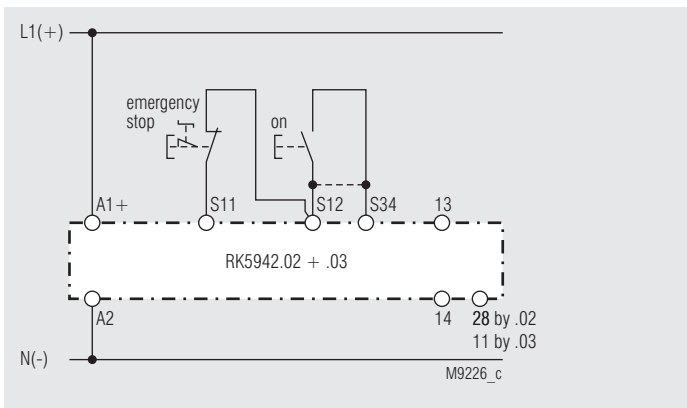 L1(+)
emergency
stop
on
A1+
S11
S12
S34
13
RK5942.02 + .03
A2
14
28 by .02
11 by .03
N(-)
M9226_c